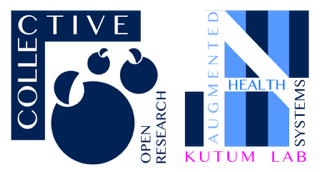 COLLECTIVE
OPEN
RESEARCH
AUGMENTED
HEALTH
SYSTEMS
KUTUM LAB